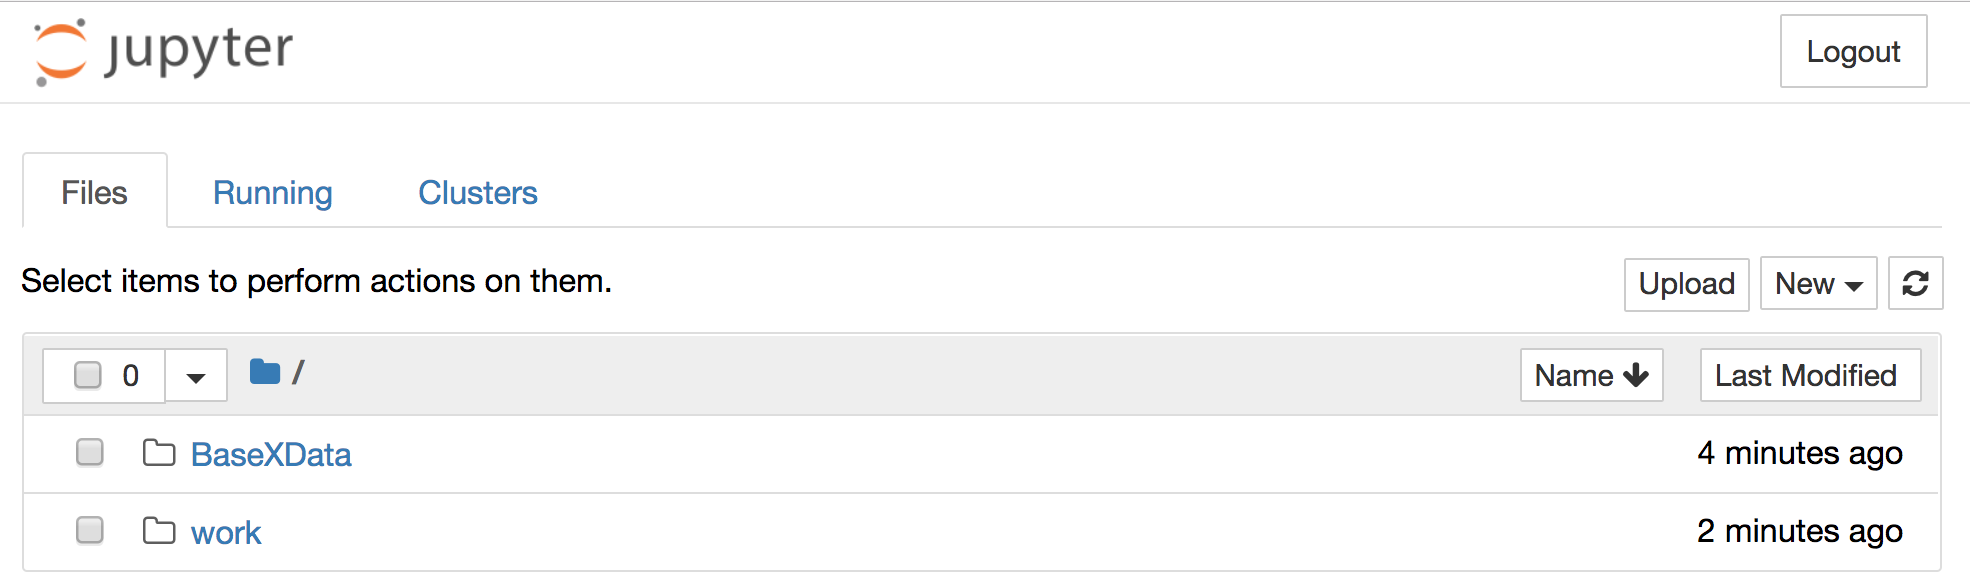 jupyter
Logout
Files Running Clusters
Select items to perform actions on them.
Upload New
0 / Name Last Modified
BaseXData 4 minutes ago
work 2 minutes ago